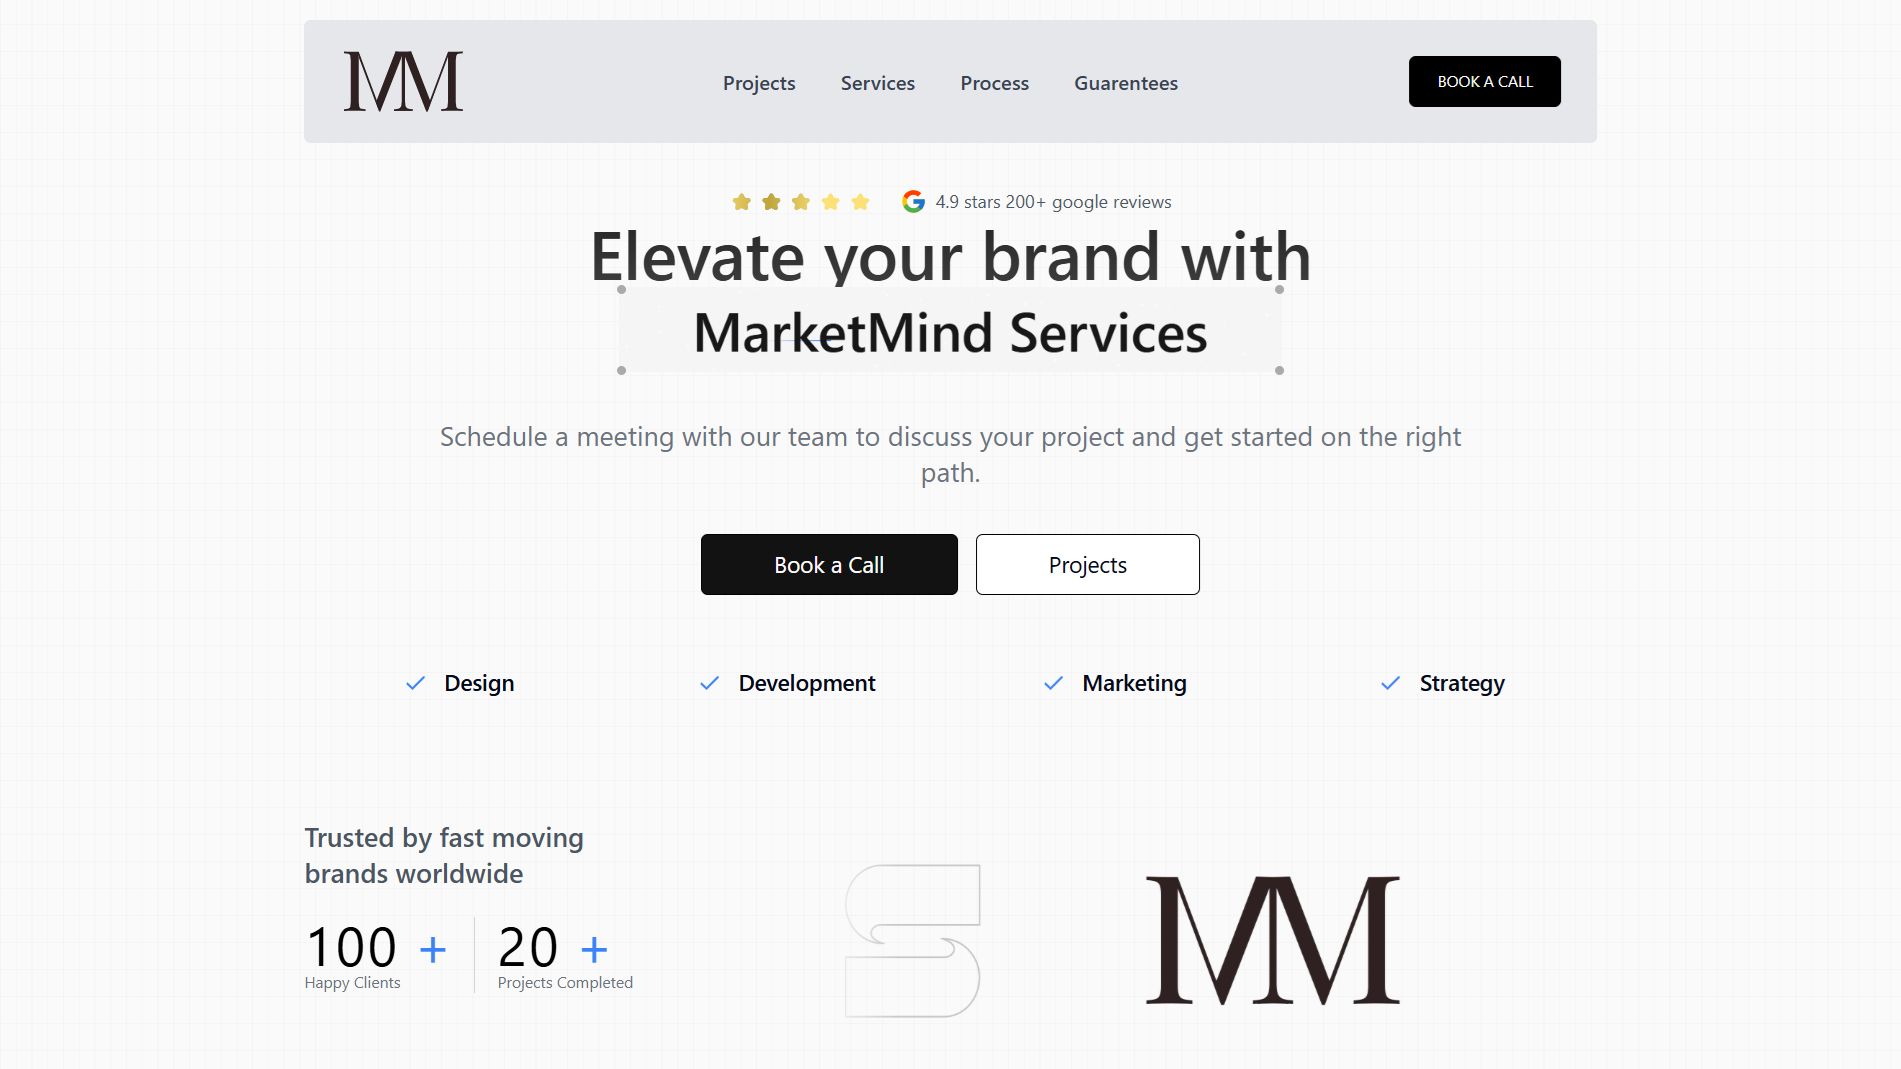 MM
Projects
Services
Process
Guarentees
BOOK A CALL
4.9 stars 200+ google reviews
Elevate your brand with
MarketMind Services
Schedule a meeting with our team to discuss your project and get started on the right
path.
Book a Call
Projects
Design
Development
Marketing
Strategy
Trusted by fast moving
brands worldwide
100 +
Happy Clients
20 +
Projects Completed
S
MM